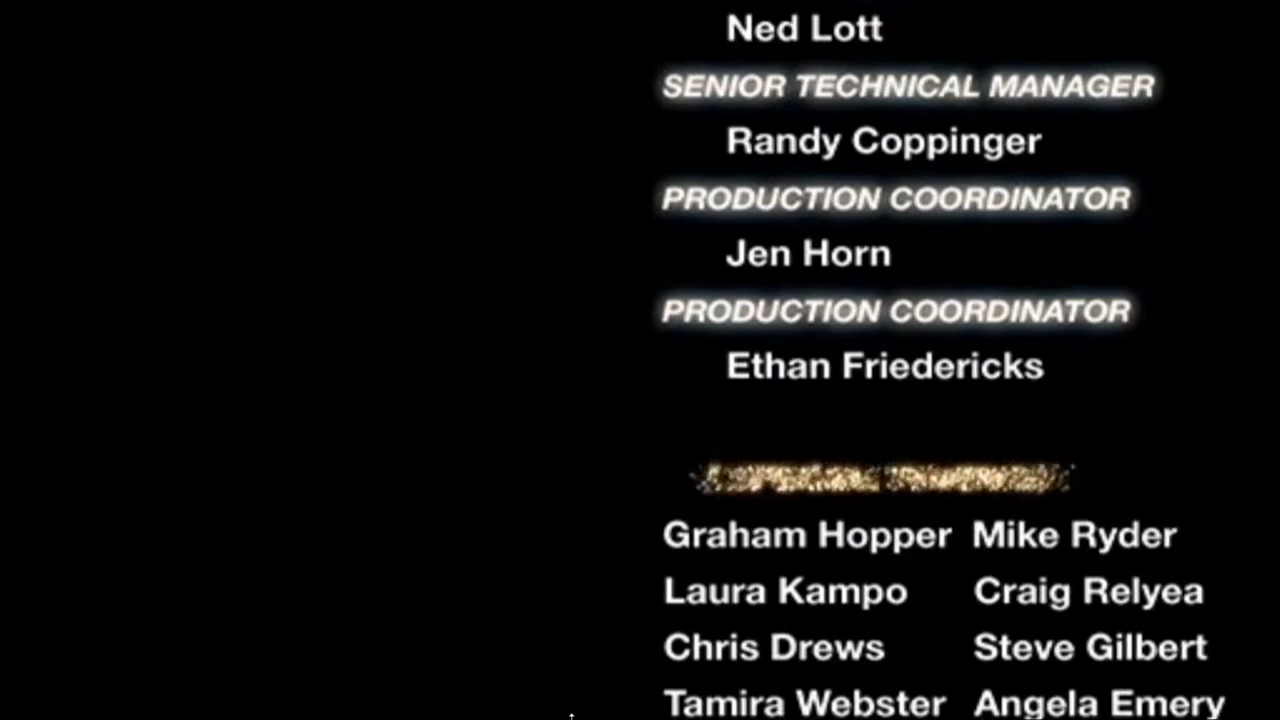 Ned Lott
SENIOR TECHNICAL MANAGER
Randy Coppinger
PRODUCTION COORDINATOR
Jen Horn
PRODUCTION COORDINATOR
Ethan Friedericks
Graham Hopper Mike Ryder
Laura Kampo Craig Relyea
Chris Drews Steve Gilbert
Tamira Webster Angela Emery